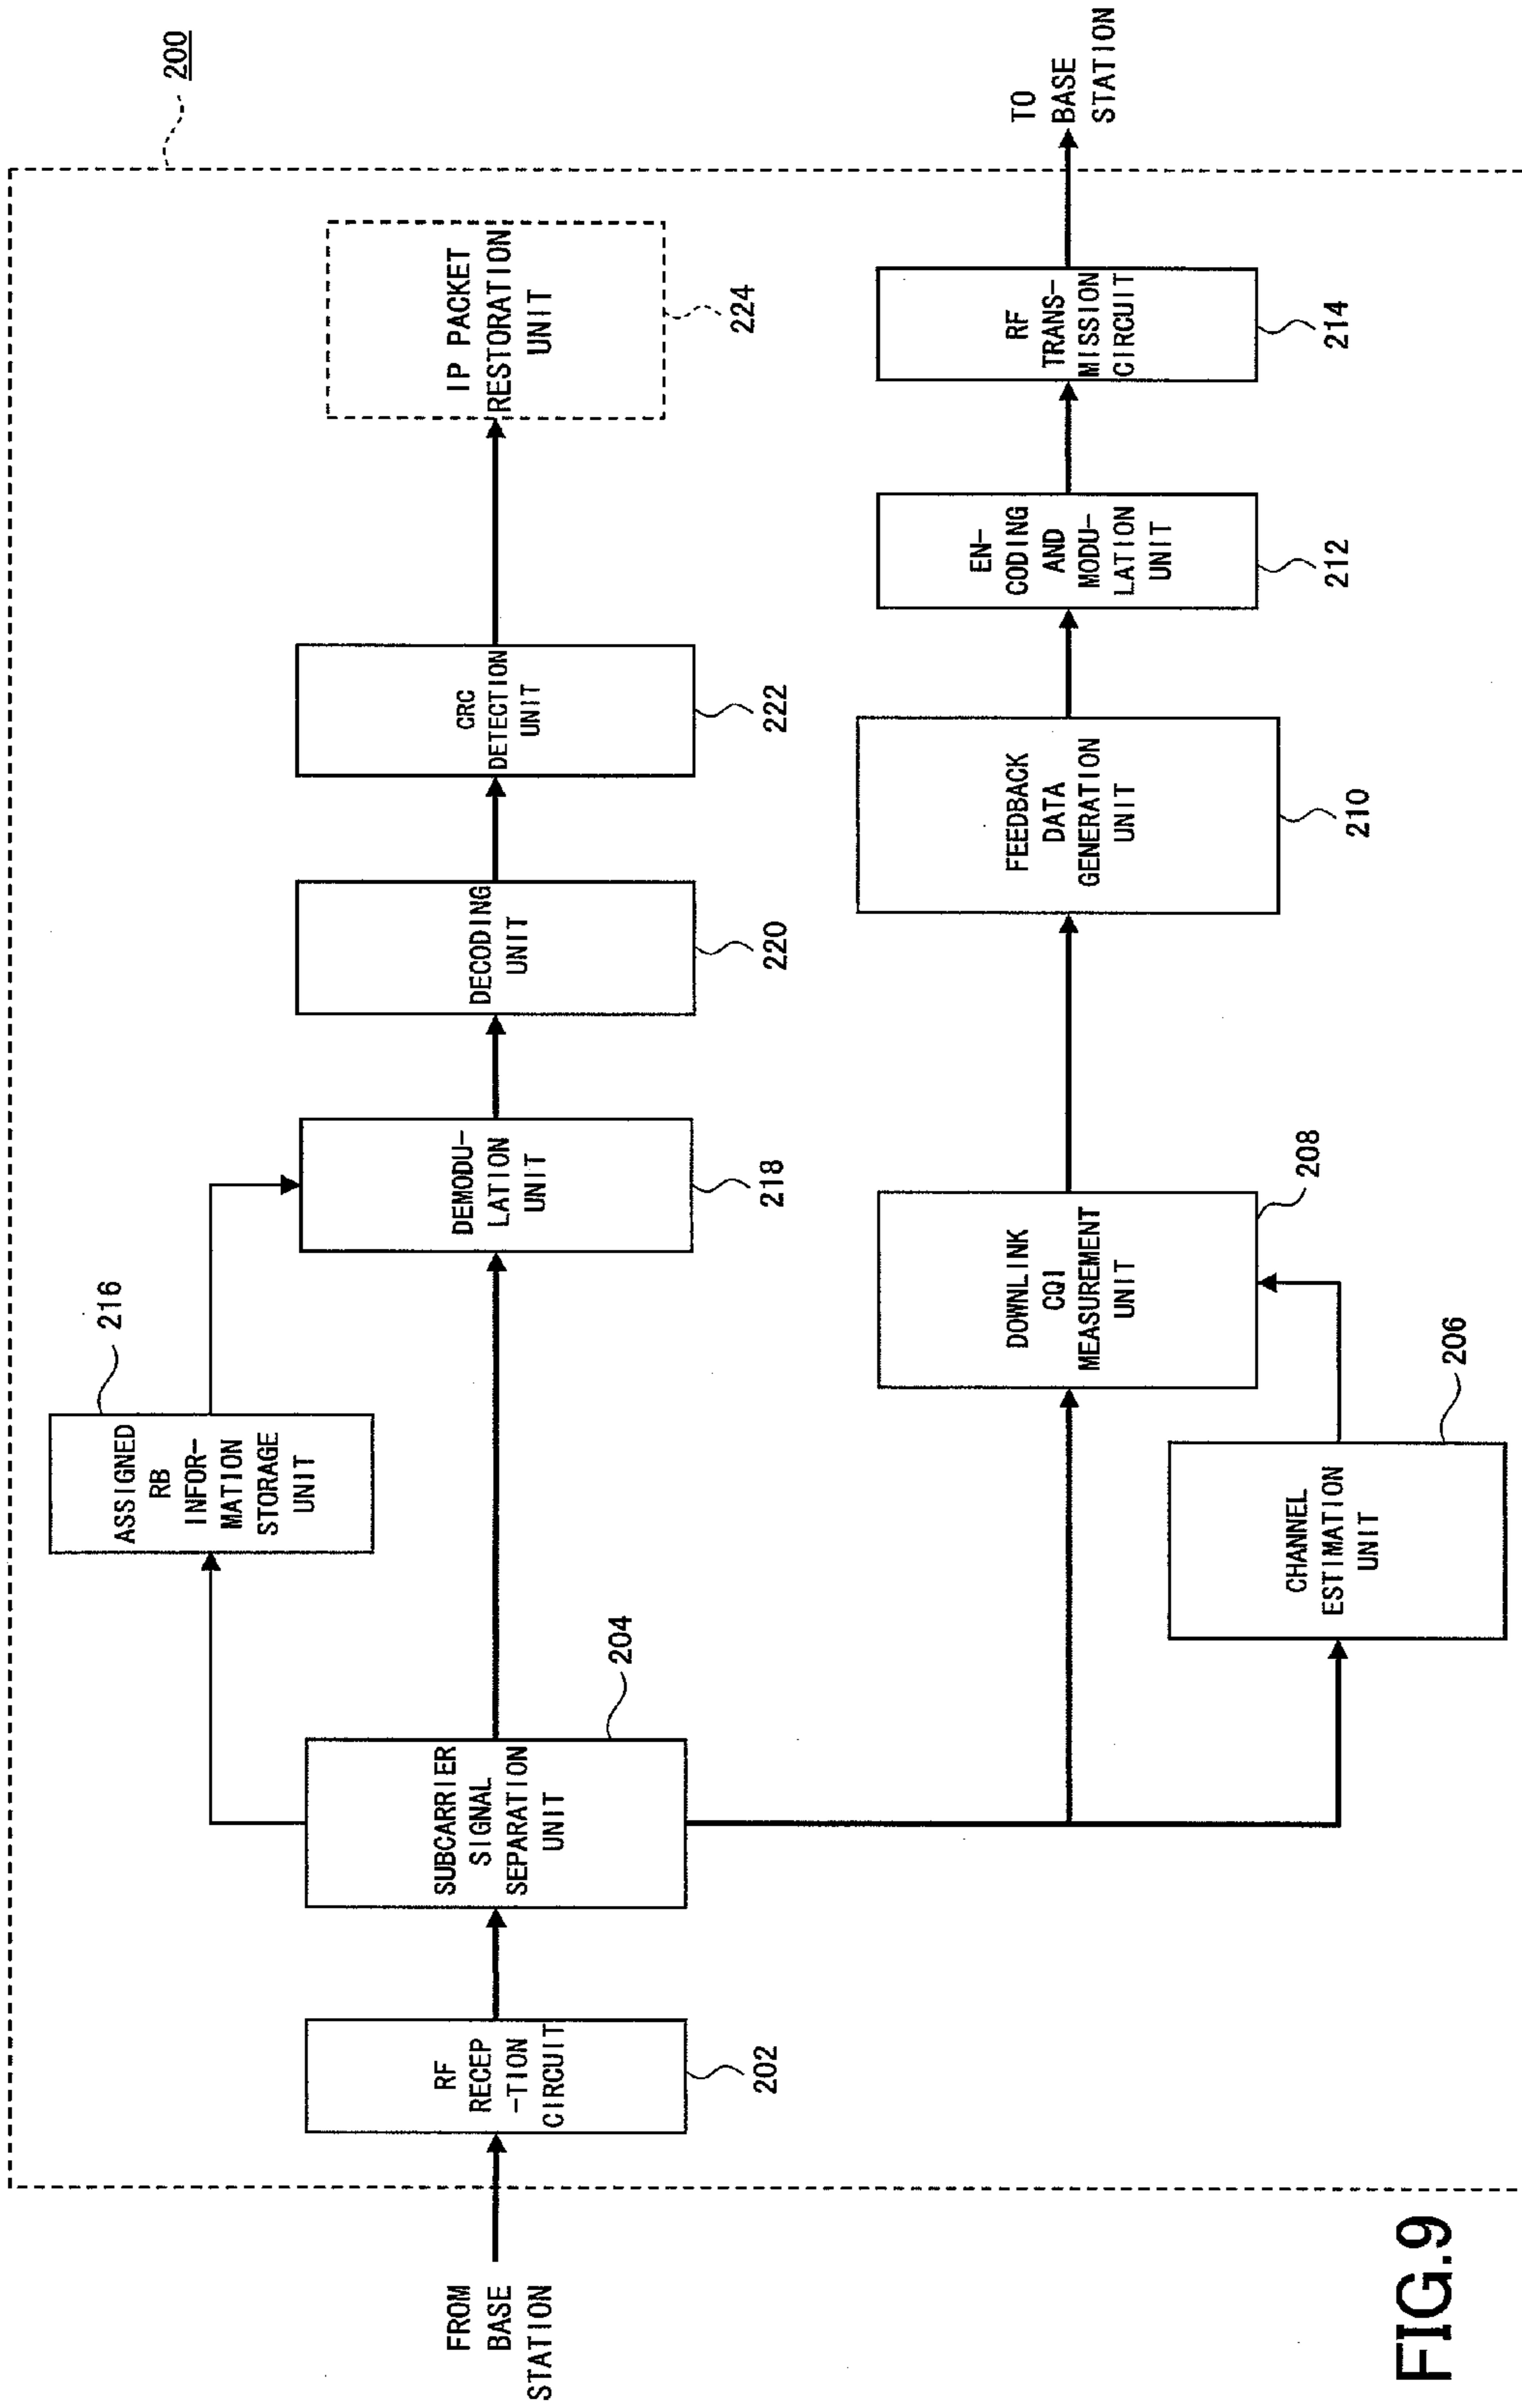 FIG.9
200
FROM
BASE
STATION
RF
RECEP
-TION
CIRCUIT
202
SUBCARRIER
SIGNAL
SEPARATION
UNIT
204
ASSIGNED
RB
INFOR-
MATION
STORAGE
UNIT
216
DEMODU-
LATION
UNIT
218
DECODING
UNIT
220
CRC
DETECTION
UNIT
222
IP PACKET
RESTORATION
UNIT
224
CHANNEL
ESTIMATION
UNIT
206
DOWNLINK
CQI
MEASUREMENT
UNIT
208
FEEDBACK
DATA
GENERATION
UNIT
210
EN-
CODING
AND
MODU-
LATION
UNIT
212
RF
TRANS-
MISSION
CIRCUIT
214
TO
BASE
STATION